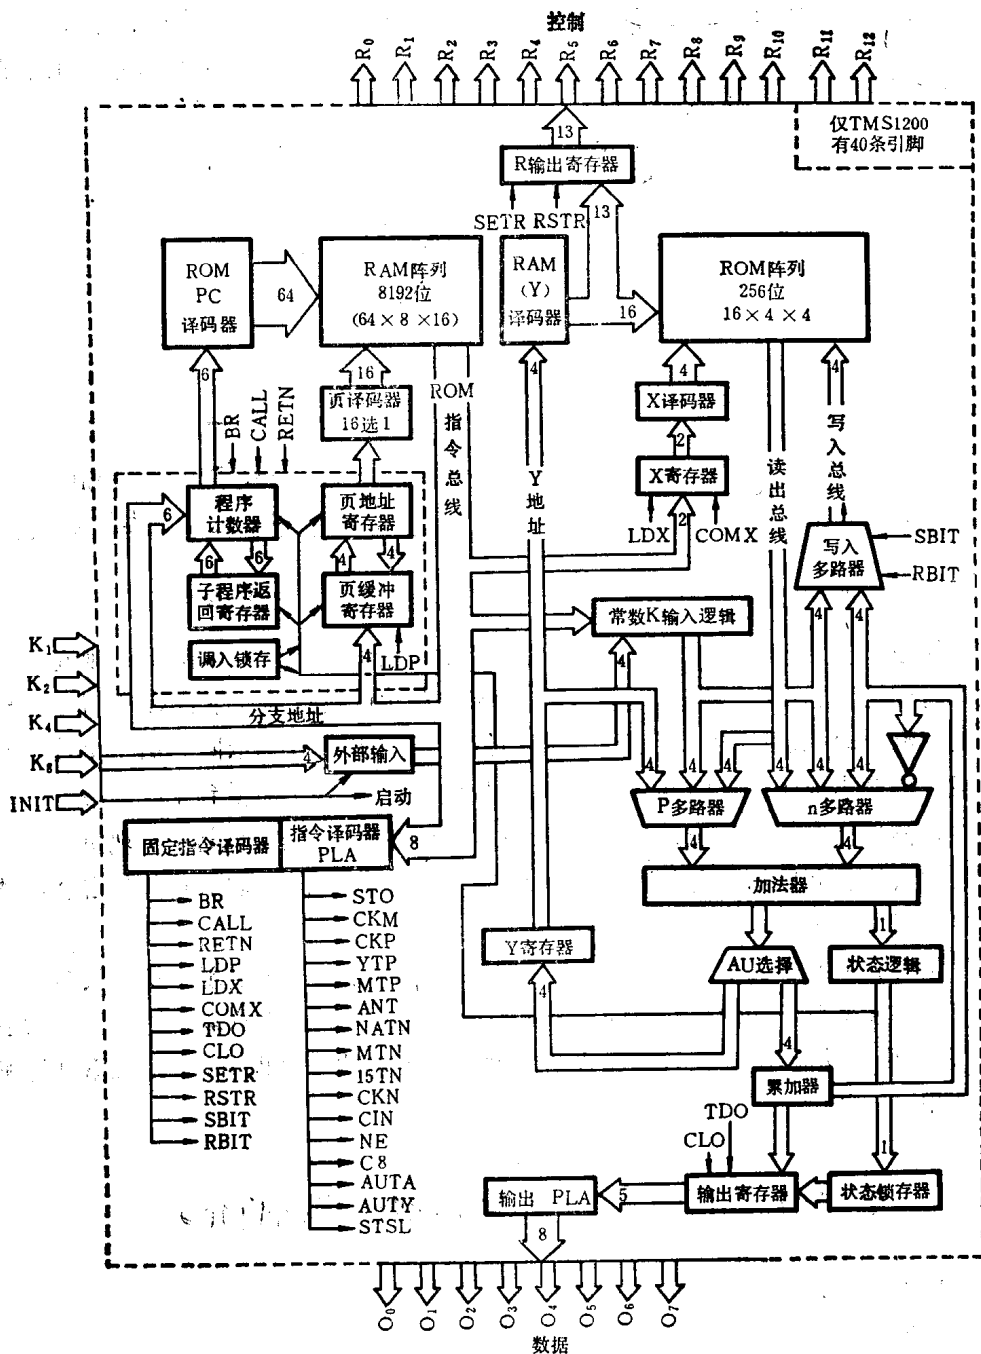 控制
R₀ R₁ R₂ R₃ R₄ R₅ R₆ R₇ R₈ R₉ R₁₀ R₁₁ R₁₂
仅TMS1200
有40条引脚
13
R输出寄存器
SETR RSTR
13
ROM
PC
译码器
64
RAM阵列
8192位
(64×8×16)
RAM
(Y)
译码器
16
ROM阵列
256位
16×4×4
6
16
4
4
4
BR
CALL
RETN
页译码器
16选1
ROM
指令总线
Y地址
X译码器
2
X寄存器
LDX
2
COMX
读出总线
写入总线
6
程序
计数器
页地址
寄存器
6
6
4
4
子程序返
回寄存器
页缓冲
寄存器
调入锁存
4
LDP
写入
多路器
SBIT
RBIT
4
4
常数K输入逻辑
4
K₁
K₂
K₄
K₈
INIT
分支地址
4
外部输入
启动
4
4
4
4
4
4
P多路器
n多路器
4
4
固定指令译码器
指令译码器
PLA
8
加法器
1
BR
CALL
RETN
LDP
LDX
COMX
TDO
CLO
SETR
RSTR
SBIT
RBIT
STO
CKM
CKP
YTP
MTP
ANT
NATN
MTN
15TN
CKN
CIN
NE
C8
AUTA
AUTY
STSL
Y寄存器
4
AU选择
状态逻辑
4
累加器
TDO
CLO
1
输出 PLA
5
输出寄存器
状态锁存器
8
O₀ O₁ O₂ O₃ O₄ O₅ O₆ O₇
数据